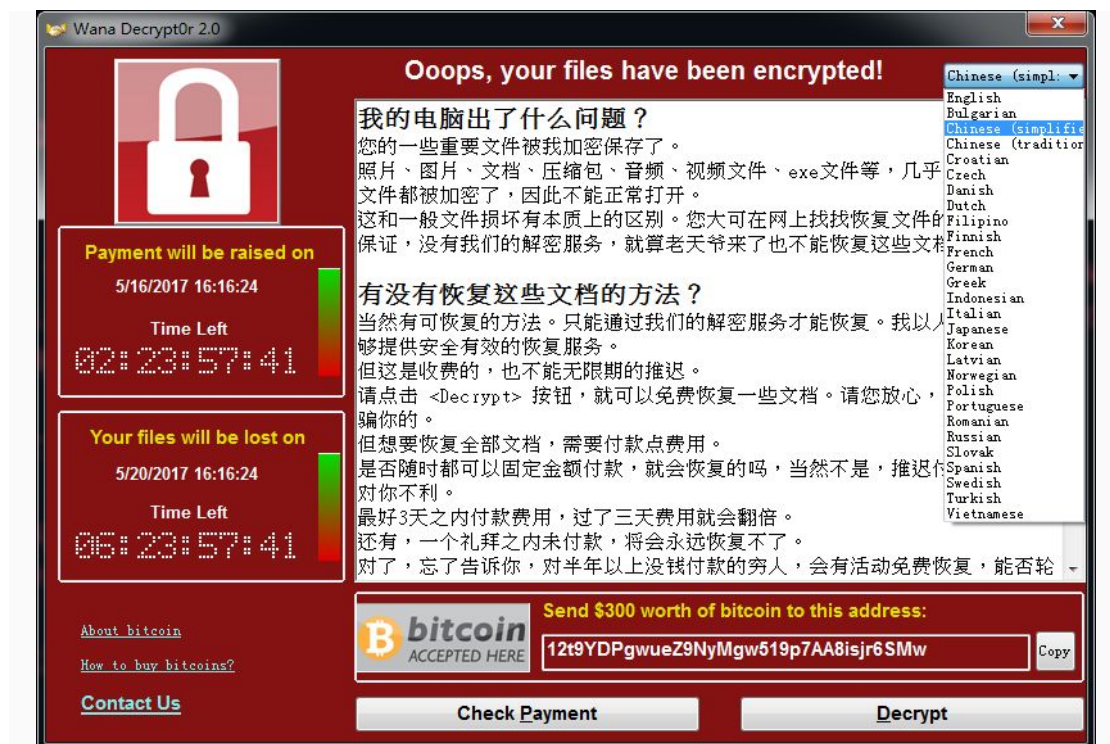 Wana Decrypt0r 2.0
Ooops, your files have been encrypted!
Chinese (simpl:
English
Bulgarian
Chinese (simplifie
Chinese (tradition
Croatian
Czech
Danish
Dutch
Filipino
Finnish
French
German
Greek
Indonesian
Italian
Japanese
Korean
Latvian
Norwegian
Polish
Portuguese
Romanian
Russian
Slovak
Spanish
Swedish
Turkish
Vietnamese
我的电脑出了什么问题？
您的一些重要文件被我加密保存了。
照片、图片、文档、压缩包、音频、视频文件、exe文件等，几乎
文件都被加密了，因此不能正常打开。
这和一般文件损坏有本质上的区别。您大可在网上找找恢复文件的
保证，没有我们的解密服务，就算老天爷来了也不能恢复这些文档
有没有恢复这些文档的方法？
当然有可恢复的方法。只能通过我们的解密服务才能恢复。我以人
够提供安全有效的恢复服务。
但这是收费的，也不能无限期的推迟。
请点击 <Decrypt> 按钮，就可以免费恢复一些文档。请您放心，
骗你的。
但想要恢复全部文档，需要付款点费用。
是否随时都可以固定金额付款，就会恢复的吗，当然不是，推迟付
对你不利。
最好3天之内付款费用，过了三天费用就会翻倍。
还有，一个礼拜之内未付款，将会永远恢复不了。
对了，忘了告诉你，对半年以上没钱付款的穷人，会有活动免费恢复，能否轮
Payment will be raised on
5/16/2017 16:16:24
Time Left
02:23:57:41
Your files will be lost on
5/20/2017 16:16:24
Time Left
06:23:57:41
About bitcoin
How to buy bitcoins?
Contact Us
bitcoin
ACCEPTED HERE
Send $300 worth of bitcoin to this address:
12t9YDPgwueZ9NyMgw519p7AA8isjr6SMw
Copy
Check Payment
Decrypt